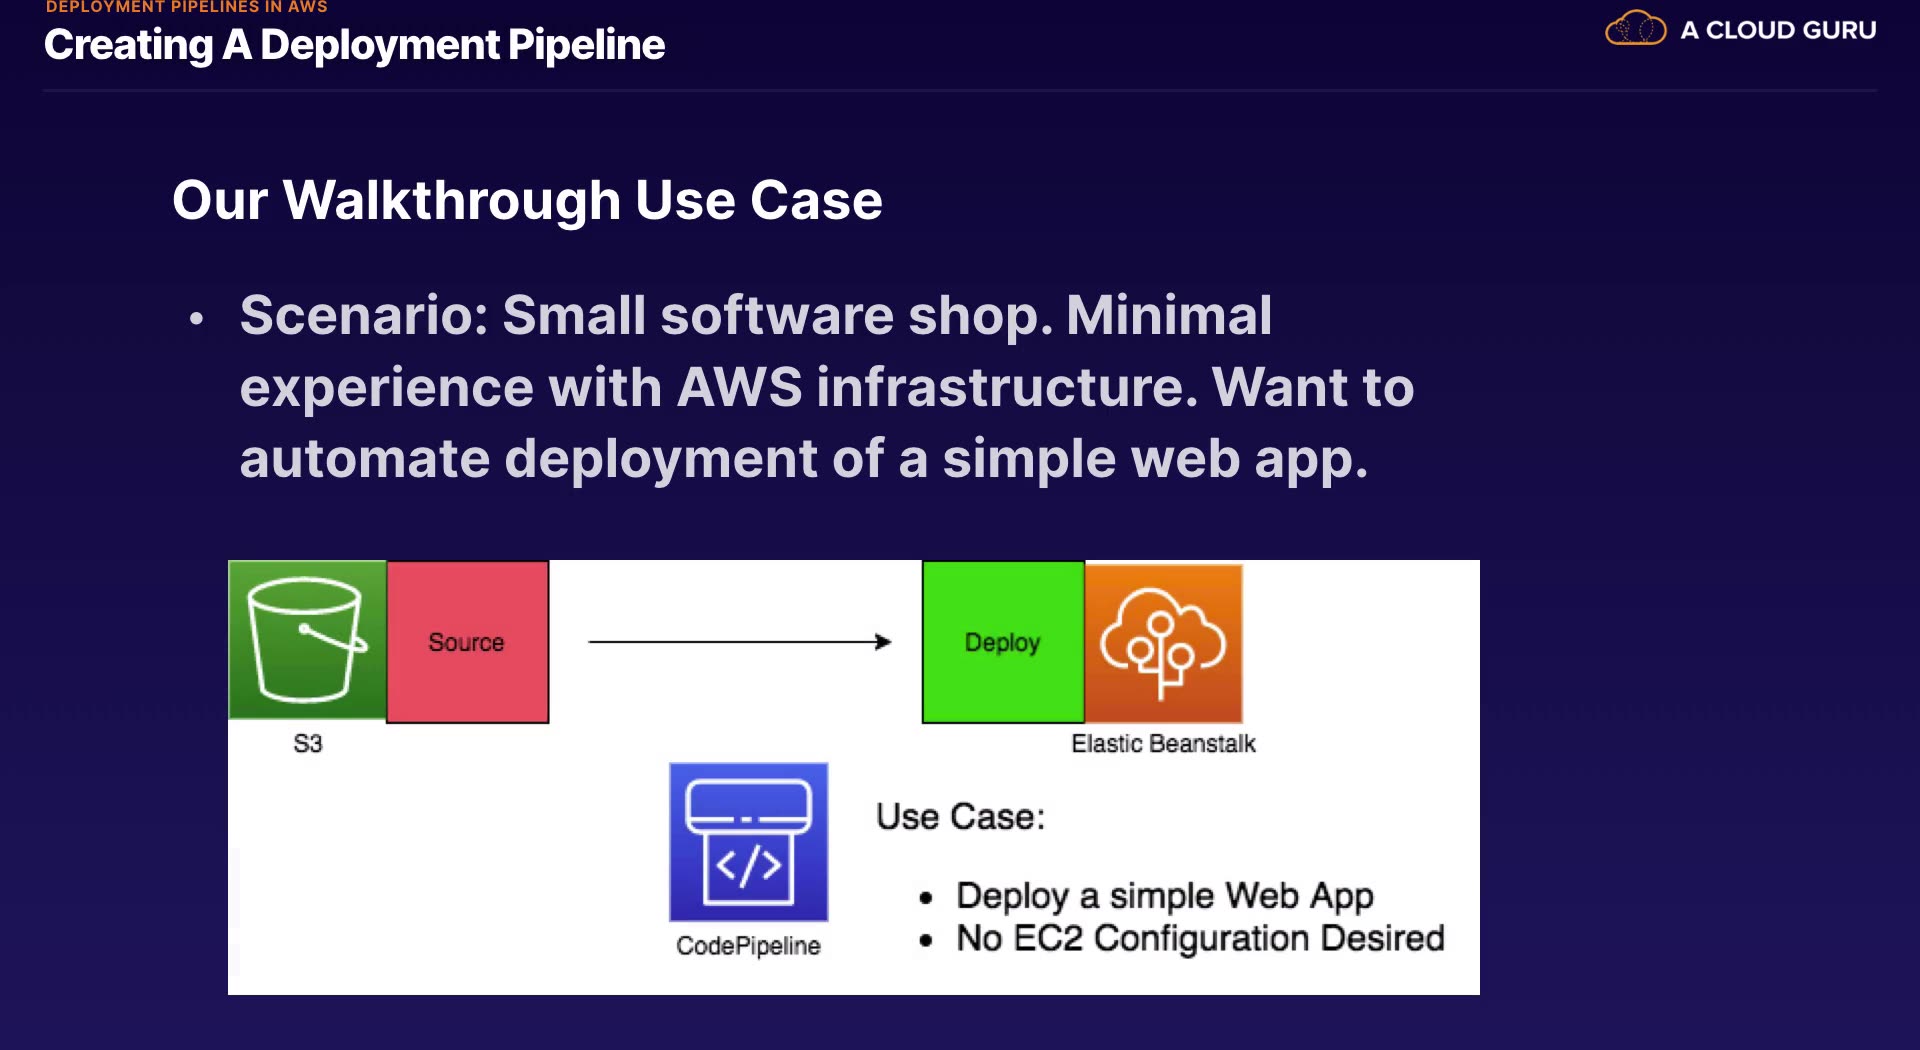 DEPLOYMENT PIPELINES IN AWS
Creating A Deployment Pipeline
A CLOUD GURU
Our Walkthrough Use Case
• Scenario: Small software shop. Minimal
experience with AWS infrastructure. Want to
automate deployment of a simple web app.
Source
Deploy
S3
Elastic Beanstalk
</>
CodePipeline
Use Case:
• Deploy a simple Web App
• No EC2 Configuration Desired